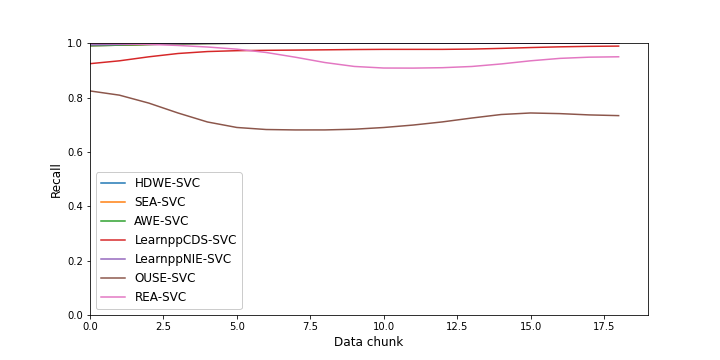 1.0
0.8
0.6
0.4
0.2
0.0
Recall
HDWE-SVC
SEA-SVC
AWE-SVC
LearnppCDS-SVC
LearnppNIE-SVC
OUSE-SVC
REA-SVC
0.0 2.5 5.0 7.5 10.0 12.5 15.0 17.5
Data chunk